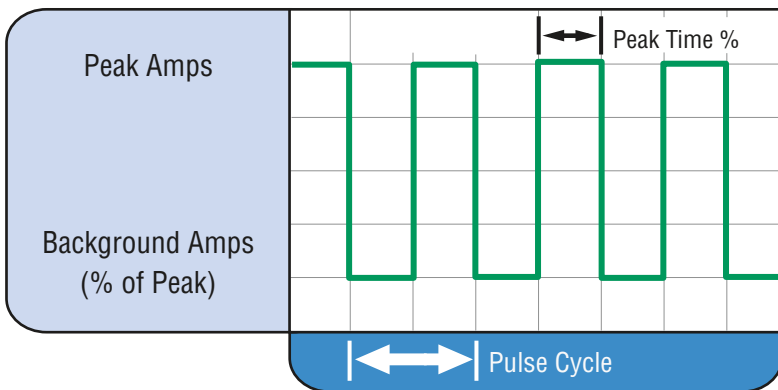 Peak Time %
Peak Amps
Background Amps
(% of Peak)
Pulse Cycle